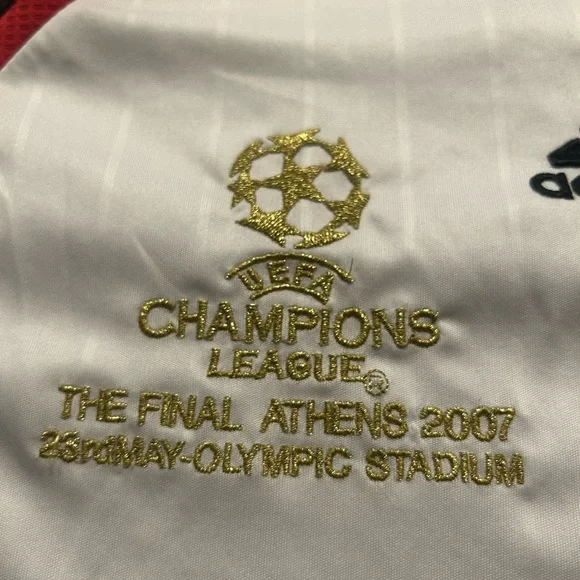 UEFA
CHAMPIONS
LEAGUE®
THE FINAL ATHENS 2007
23rdMAY-OLYMPIC STADIUM